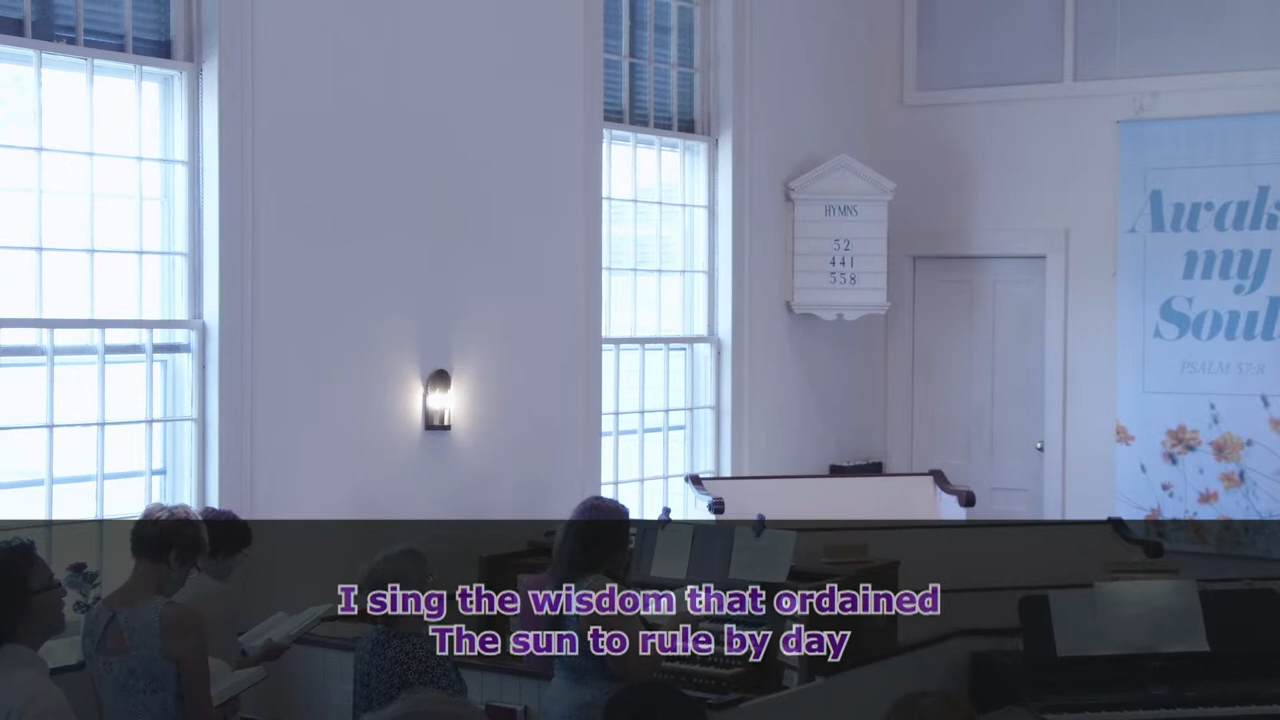 HYMNS
52
441
558
Awak
my
Soul
PSALM 57:8
I sing the wisdom that ordained
The sun to rule by day